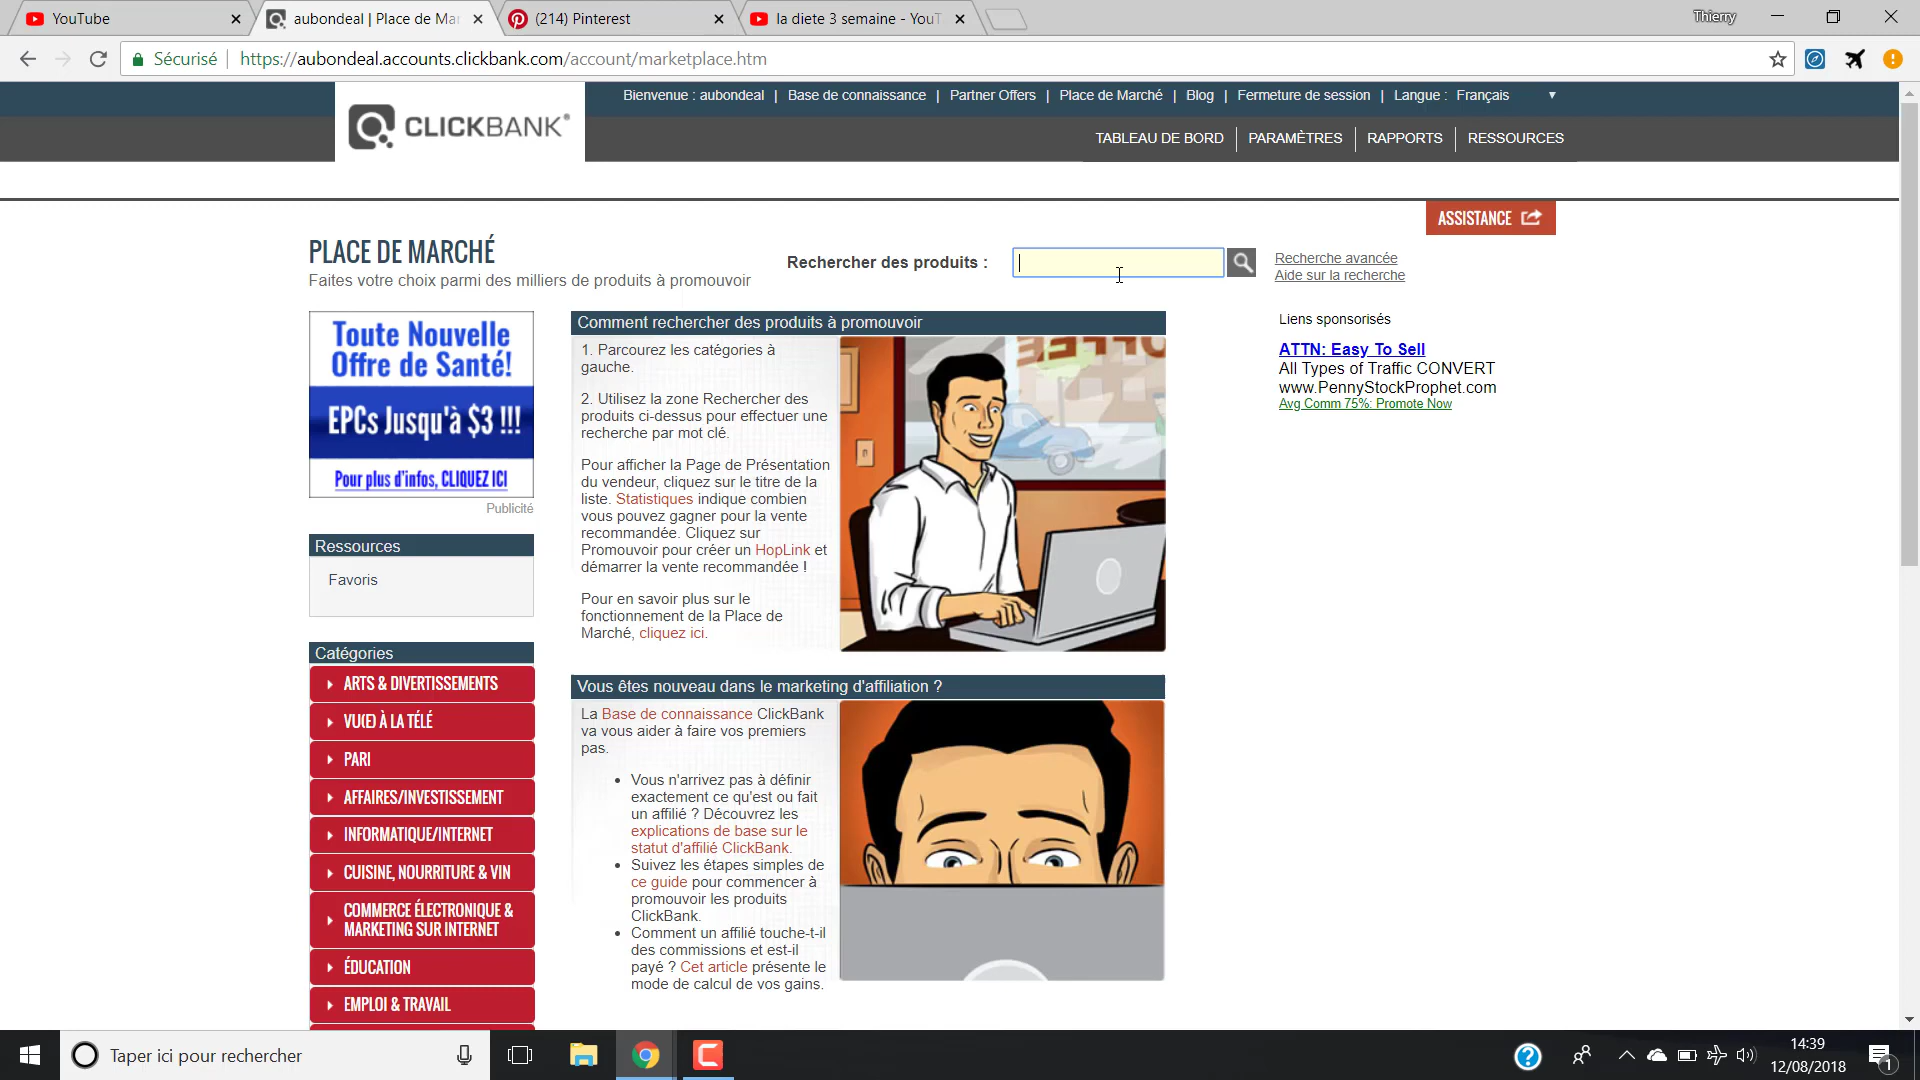 YouTube
aubondeal | Place de Mar
(214) Pinterest
la diete 3 semaine - YouT
Thierry
Sécurisé
https://aubondeal.accounts.clickbank.com/account/marketplace.htm
Bienvenue : aubondeal | Base de connaissance | Partner Offers | Place de Marché | Blog | Fermeture de session | Langue : Français
CLICKBANK
TABLEAU DE BORD | PARAMÈTRES | RAPPORTS | RESSOURCES
ASSISTANCE
PLACE DE MARCHÉ
Faites votre choix parmi des milliers de produits à promouvoir
Rechercher des produits :
Recherche avancée
Aide sur la recherche
Toute Nouvelle
Offre de Santé!
EPCs Jusqu'à $3 !!!
Pour plus d'infos, CLIQUEZ ICI
Publicité
Ressources
Favoris
Catégories
ARTS & DIVERTISSEMENTS
VU(E) À LA TÉLÉ
PARI
AFFAIRES/INVESTISSEMENT
INFORMATIQUE/INTERNET
CUISINE, NOURRITURE & VIN
COMMERCE ÉLECTRONIQUE &
MARKETING SUR INTERNET
ÉDUCATION
EMPLOI & TRAVAIL
Comment rechercher des produits à promouvoir
1. Parcourez les catégories à
gauche.
2. Utilisez la zone Rechercher des
produits ci-dessus pour effectuer une
recherche par mot clé.
Pour afficher la Page de Présentation
du vendeur, cliquez sur le titre de la
liste. Statistiques indique combien
vous pouvez gagner pour la vente
recommandée. Cliquez sur
Promouvoir pour créer un HopLink et
démarrer la vente recommandée !
Pour en savoir plus sur le
fonctionnement de la Place de
Marché, cliquez ici.
Vous êtes nouveau dans le marketing d'affiliation ?
La Base de connaissance ClickBank
va vous aider à faire vos premiers
pas.
• Vous n'arrivez pas à définir
exactement ce qu'est ou fait
un affilié ? Découvrez les
explications de base sur le
statut d'affilié ClickBank.
• Suivez les étapes simples de
ce guide pour commencer à
promouvoir les produits
ClickBank.
• Comment un affilié touche-t-il
des commissions et est-il
payé ? Cet article présente le
mode de calcul de vos gains.
Liens sponsorisés
ATTN: Easy To Sell
All Types of Traffic CONVERT
www.PennyStockProphet.com
Avg Comm 75%: Promote Now
Taper ici pour rechercher
14:39
12/08/2018
1